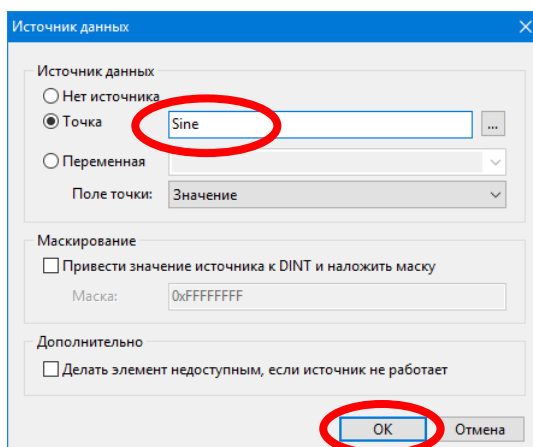 Источник данных
Источник данных
Нет источника
Точка Sine ...
Переменная
Поле точки: Значение
Маскирование
Привести значение источника к DINT и наложить маску
Маска: 0xFFFFFFFF
Дополнительно
Делать элемент недоступным, если источник не работает
OK Отмена